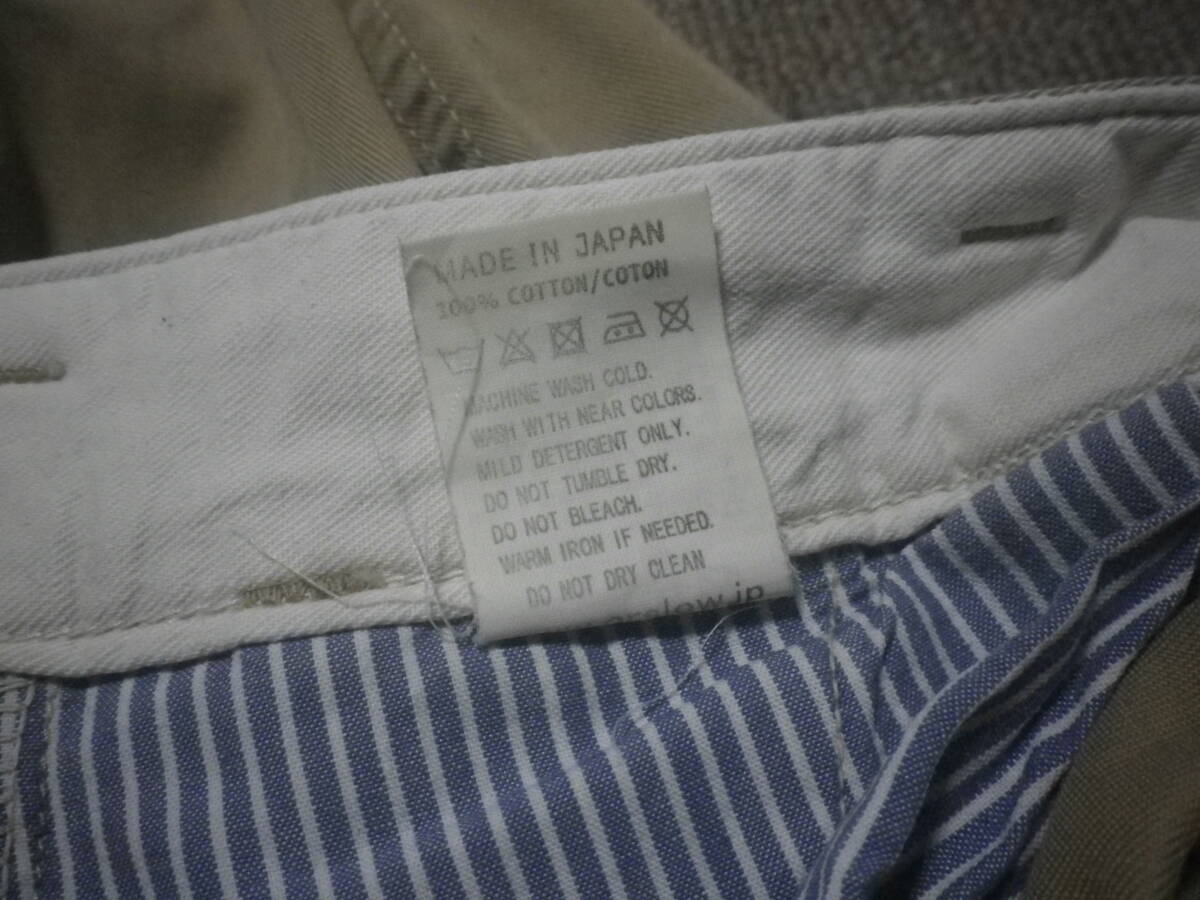 MADE IN JAPAN
100% COTTON/COTON
MACHINE WASH COLD.
WASH WITH NEAR COLORS.
MILD DETERGENT ONLY.
DO NOT TUMBLE DRY.
DO NOT BLEACH.
WARM IRON IF NEEDED.
DO NOT DRY CLEAN